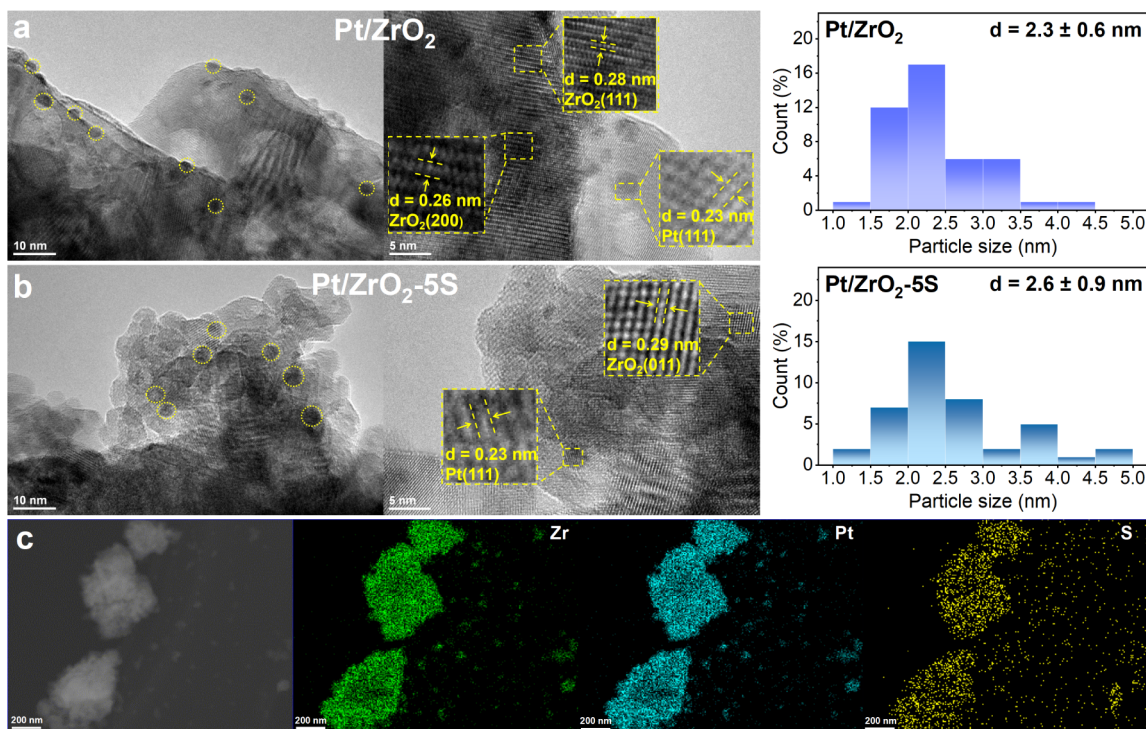 a
Pt/ZrO₂
10 nm
d = 0.28 nm
ZrO₂(111)
d = 0.26 nm
ZrO₂(200)
d = 0.23 nm
Pt(111)
5 nm
Pt/ZrO₂
d = 2.3 ± 0.6 nm
Count (%)
20
16
12
8
4
0
1.0 1.5 2.0 2.5 3.0 3.5 4.0 4.5 5.0
Particle size (nm)
b
Pt/ZrO₂-5S
10 nm
d = 0.29 nm
ZrO₂(011)
d = 0.23 nm
Pt(111)
5 nm
Pt/ZrO₂-5S
d = 2.6 ± 0.9 nm
Count (%)
20
15
10
5
0
1.0 1.5 2.0 2.5 3.0 3.5 4.0 4.5 5.0
Particle size (nm)
c
200 nm
Zr
200 nm
Pt
200 nm
S
200 nm